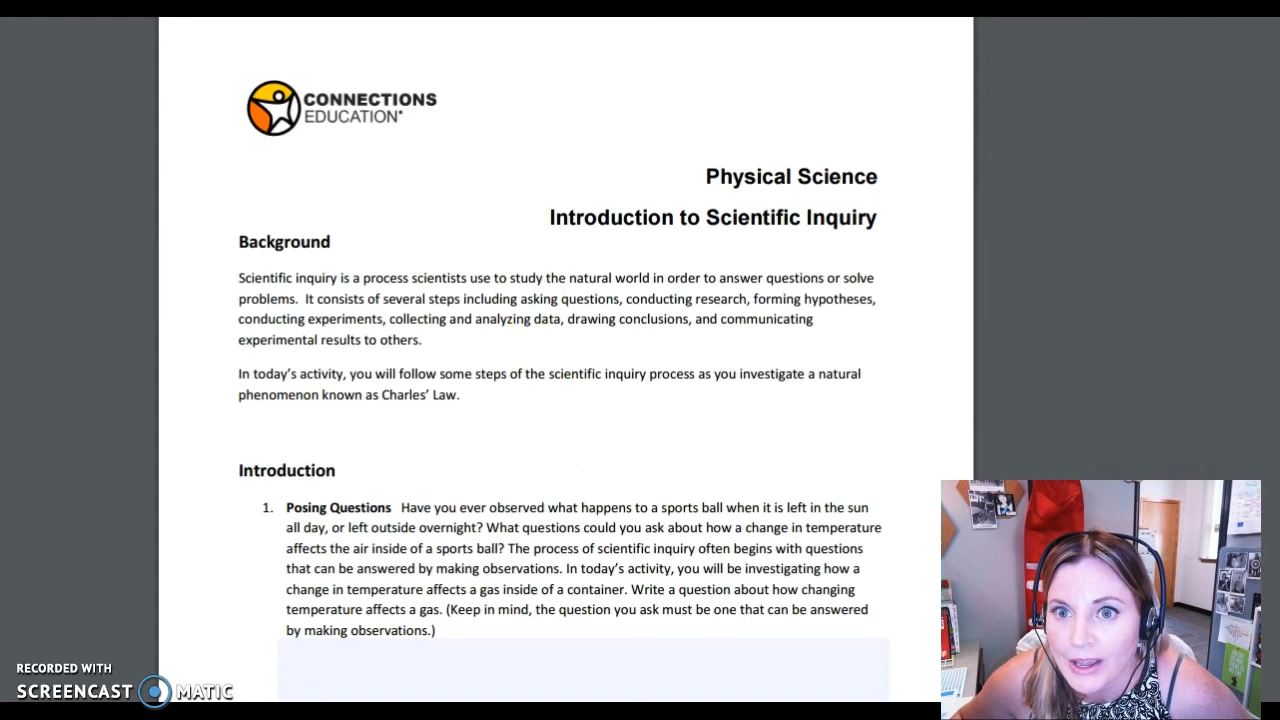 CONNECTIONS
EDUCATION
Physical Science
Introduction to Scientific Inquiry
Background
Scientific inquiry is a process scientists use to study the natural world in order to answer questions or solve
problems.  It consists of several steps including asking questions, conducting research, forming hypotheses,
conducting experiments, collecting and analyzing data, drawing conclusions, and communicating
experimental results to others.
In today's activity, you will follow some steps of the scientific inquiry process as you investigate a natural
phenomenon known as Charles' Law.
Introduction
1. Posing Questions  Have you ever observed what happens to a sports ball when it is left in the sun
all day, or left outside overnight? What questions could you ask about how a change in temperature
affects the air inside of a sports ball? The process of scientific inquiry often begins with questions
that can be answered by making observations. In today's activity, you will be investigating how a
change in temperature affects a gas inside of a container. Write a question about how changing
temperature affects a gas. (Keep in mind, the question you ask must be one that can be answered
by making observations.)
RECORDED WITH
SCREENCAST MATIC